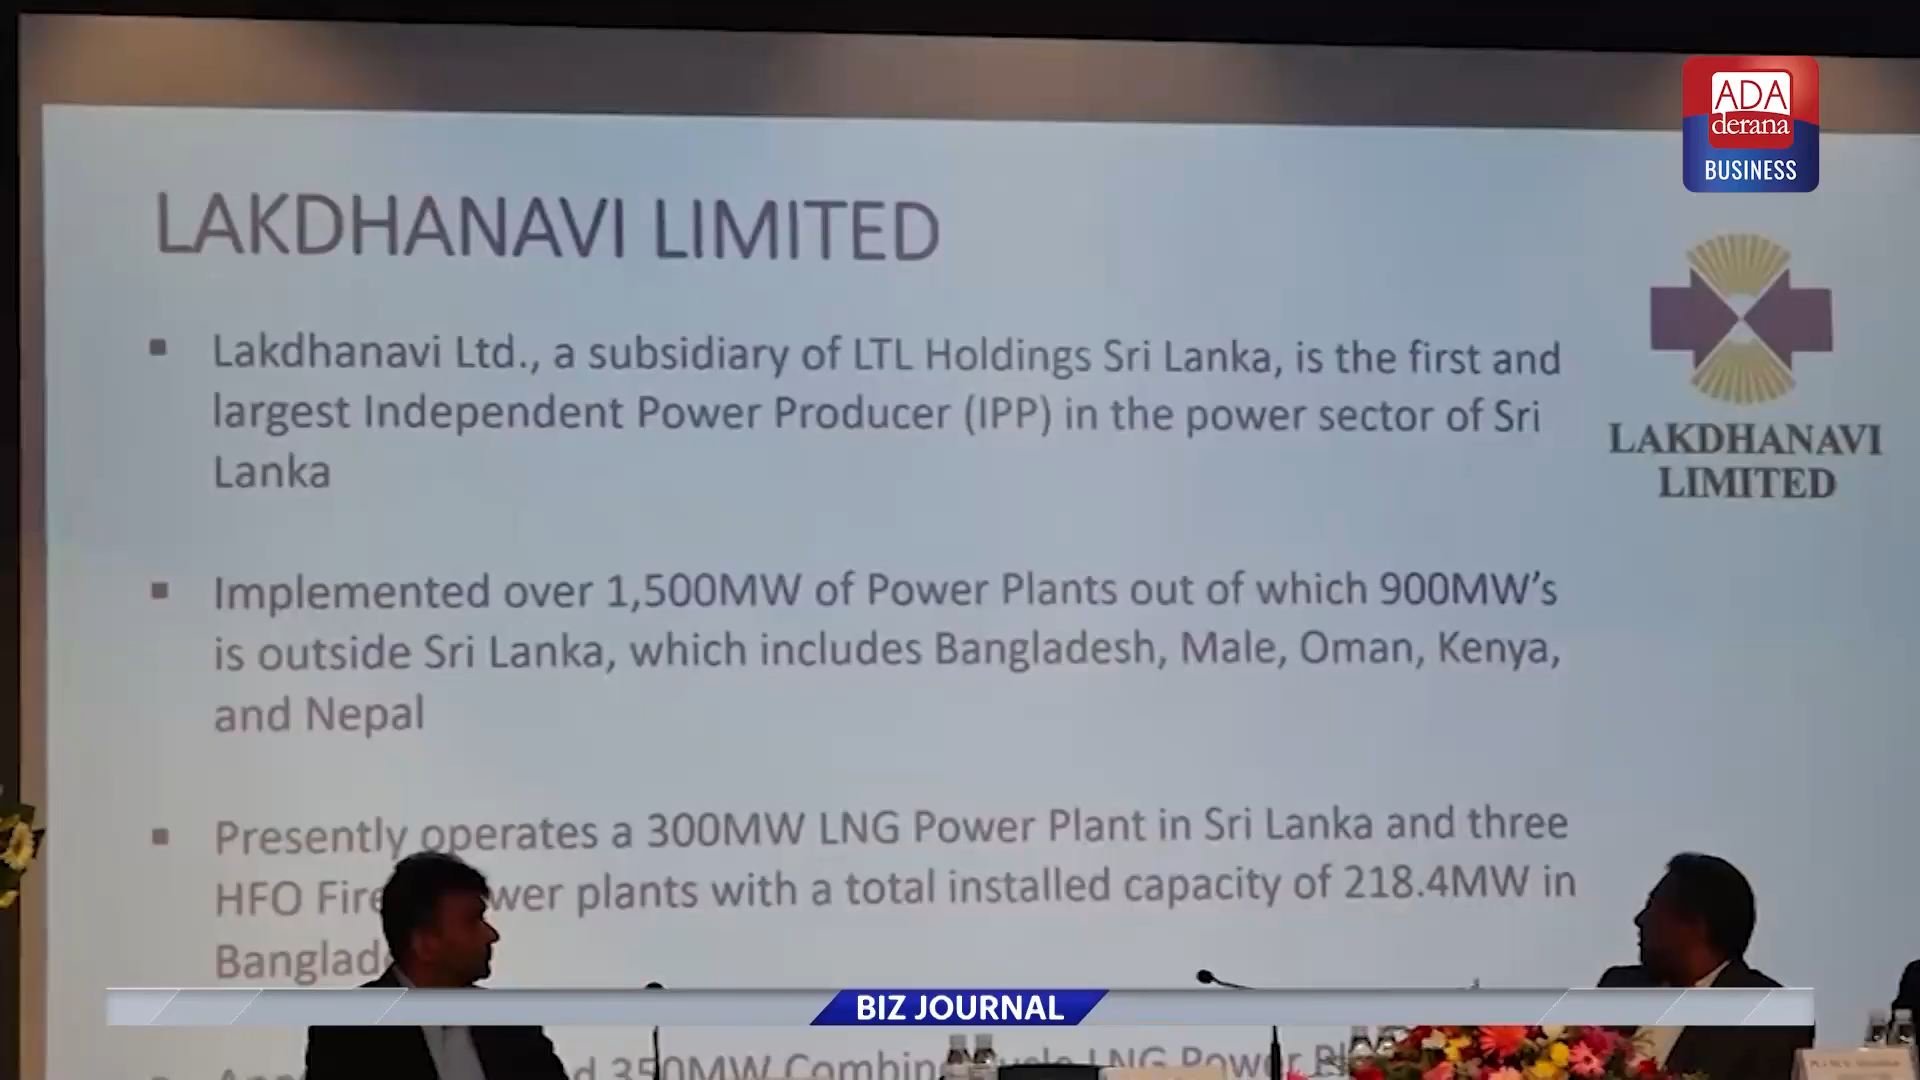 ADA
derana
BUSINESS
LAKDHANAVI LIMITED
LAKDHANAVI
LIMITED
▪ Lakdhanavi Ltd., a subsidiary of LTL Holdings Sri Lanka, is the first and
largest Independent Power Producer (IPP) in the power sector of Sri
Lanka
▪ Implemented over 1,500MW of Power Plants out of which 900MW’s
is outside Sri Lanka, which includes Bangladesh, Male, Oman, Kenya,
and Nepal
▪ Presently operates a 300MW LNG Power Plant in Sri Lanka and three
HFO plants with a total installed capacity of 218.4MW in
BIZ JOURNAL
350MW LNG Power